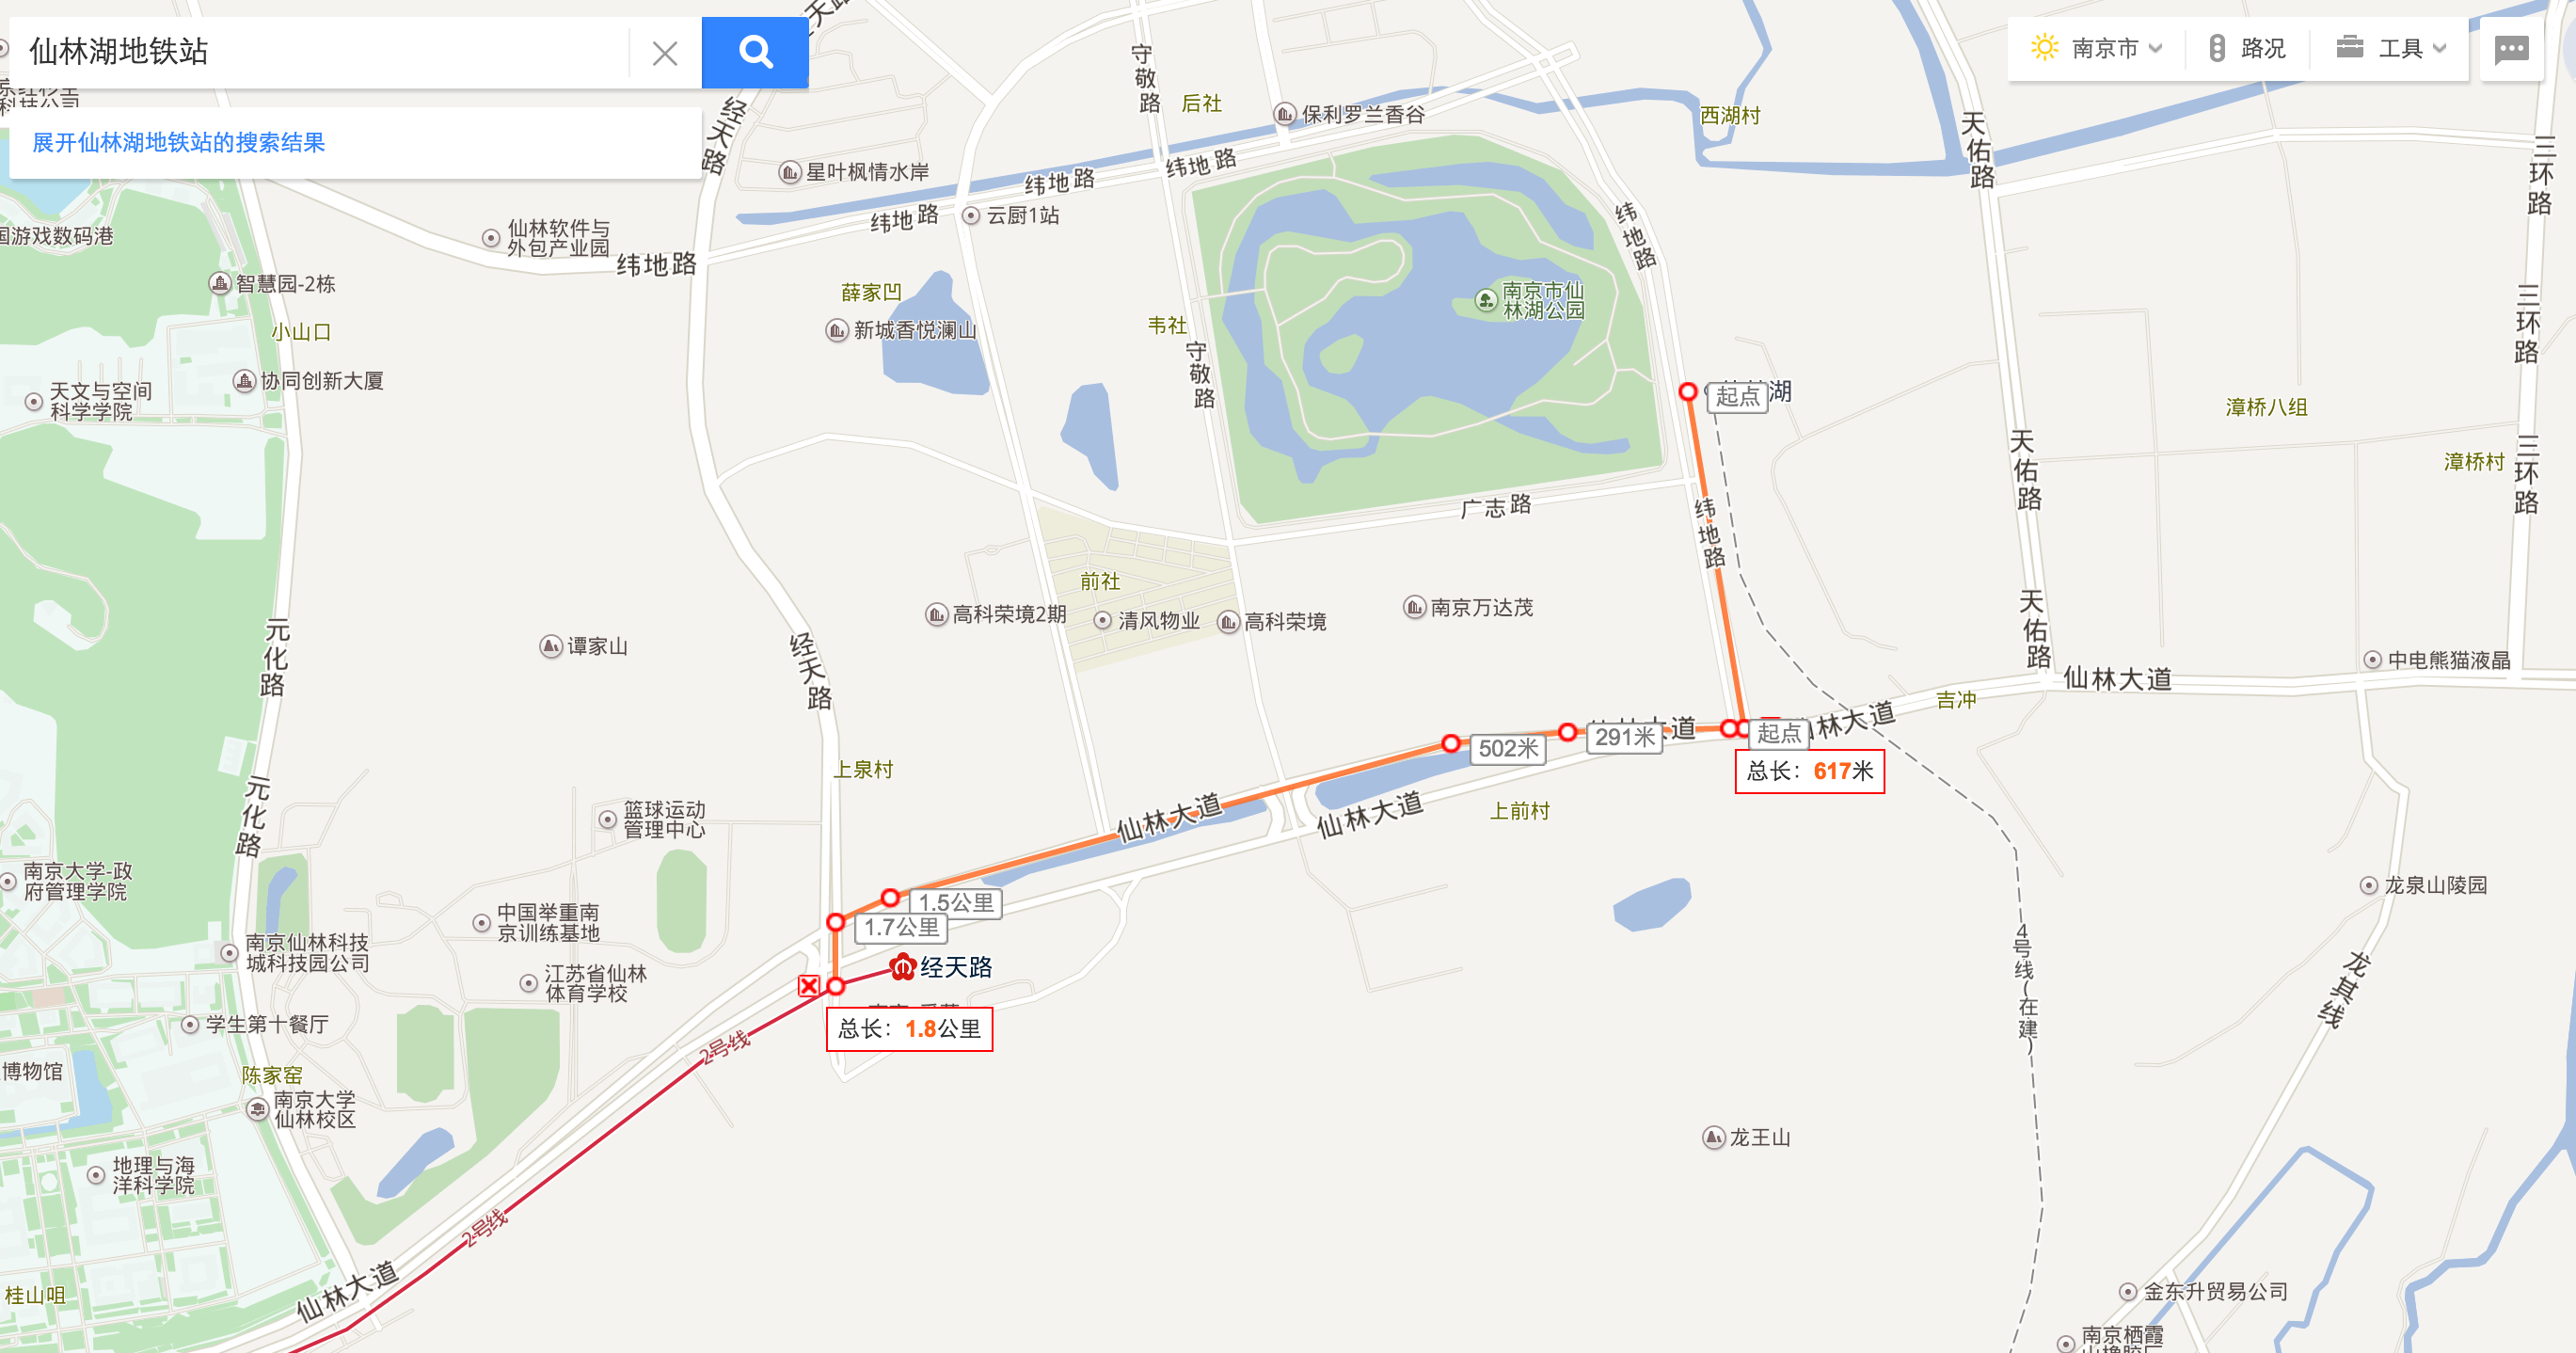 仙林湖地铁站
展开仙林湖地铁站的搜索结果
南京市
路况
工具
经天路
守敬路
后社
保利罗兰香谷
西湖村
天佑路
三环路
科技公司
星叶枫情水岸
纬地路
纬地路
纬地路
云厨1站
仙林软件与
外包产业园
国游戏数码港
纬地路
纬地路
智慧园-2栋
薛家凹
南京市仙
林湖公园
三环路
小山口
新城香悦澜山
韦社
守敬路
协同创新大厦
天文与空间
科学学院
起点
湖
漳桥八组
漳桥村
三环路
天佑路
广志路
纬地路
前社
高科荣境2期
清风物业
高科荣境
南京万达茂
天佑路
元化路
谭家山
经天路
中电熊猫液晶
仙林大道
吉冲
仙林大道
大道
起点
291米
502米
总长：617米
上泉村
元化路
篮球运动
管理中心
仙林大道
仙林大道
上前村
南京大学-政
府管理学院
龙泉山陵园
1.5公里
1.7公里
中国举重南
京训练基地
南京仙林科技
城科技园公司
4号线(在建)
经天路
江苏省仙林
体育学校
龙其线
学生第十餐厅
总长：1.8公里
2号线
博物馆
陈家窑
南京大学
仙林校区
龙王山
地理与海
洋科学院
2号线
仙林大道
桂山咀
金东升贸易公司
南京栖霞